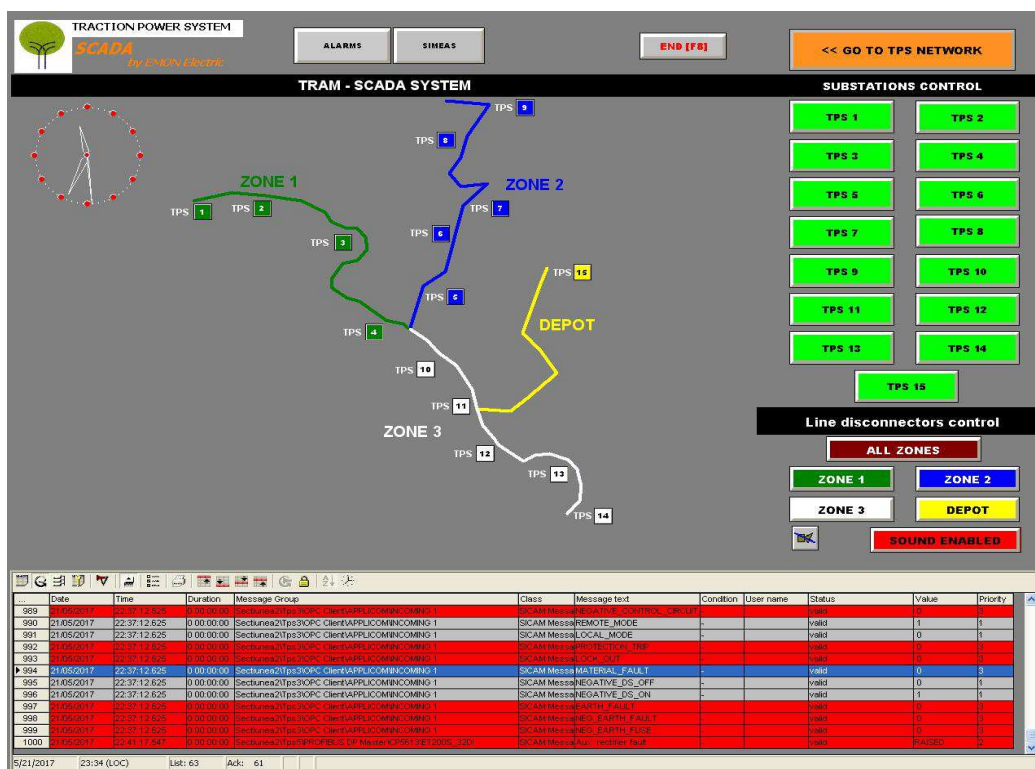 TRACTION POWER SYSTEM
SCADA
by EMON Electric
ALARMS
SIMEAS
END [F8]
<< GO TO TPS NETWORK
TRAM - SCADA SYSTEM
SUBSTATIONS CONTROL
TPS 9
TPS 8
ZONE 1
ZONE 2
TPS 1
TPS 2
TPS 7
TPS 3
TPS 6
TPS 15
TPS 5
DEPOT
TPS 4
TPS 10
TPS 11
ZONE 3
TPS 12
TPS 13
TPS 14
TPS 1 TPS 2
TPS 3 TPS 4
TPS 5 TPS 6
TPS 7 TPS 8
TPS 9 TPS 10
TPS 11 TPS 12
TPS 13 TPS 14
TPS 15
Line disconnectors control
ALL ZONES
ZONE 1 ZONE 2
ZONE 3 DEPOT
SOUND ENABLED
... Date Time Duration Message Group Class Message text Condition User name Status Value Priority
989 21/05/2017 22:37:12.625 0 00:00:00 Sectiunea2\Tps3\OPC Client\APPLICOM\INCOMING 1 SICAM Messa NEGATIVE_CONTROL_CIRCUIT - valid 0 3
990 21/05/2017 22:37:12.625 0 00:00:00 Sectiunea2\Tps3\OPC Client\APPLICOM\INCOMING 1 SICAM Messa REMOTE_MODE - valid 1 1
991 21/05/2017 22:37:12.625 0 00:00:00 Sectiunea2\Tps3\OPC Client\APPLICOM\INCOMING 1 SICAM Messa LOCAL_MODE - valid 0 1
992 21/05/2017 22:37:12.625 0 00:00:00 Sectiunea2\Tps3\OPC Client\APPLICOM\INCOMING 1 SICAM Messa PROTECTION_TRIP - valid 0 3
993 21/05/2017 22:37:12.625 0 00:00:00 Sectiunea2\Tps3\OPC Client\APPLICOM\INCOMING 1 SICAM Messa LOCK_OUT - valid 0 3
994 21/05/2017 22:37:12.625 0 00:00:00 Sectiunea2\Tps3\OPC Client\APPLICOM\INCOMING 1 SICAM Messa MATERIAL_FAULT - valid 0 3
995 21/05/2017 22:37:12.625 0 00:00:00 Sectiunea2\Tps3\OPC Client\APPLICOM\INCOMING 1 SICAM Messa NEGATIVE_DS_OFF - valid 0 1
996 21/05/2017 22:37:12.625 0 00:00:00 Sectiunea2\Tps3\OPC Client\APPLICOM\INCOMING 1 SICAM Messa NEGATIVE_DS_ON - valid 1 1
997 21/05/2017 22:37:12.625 0 00:00:00 Sectiunea2\Tps3\OPC Client\APPLICOM\INCOMING 1 SICAM Messa EARTH_FAULT - valid 0 3
998 21/05/2017 22:37:12.625 0 00:00:00 Sectiunea2\Tps3\OPC Client\APPLICOM\INCOMING 1 SICAM Messa NEG_EARTH_FAULT - valid 0 3
999 21/05/2017 22:37:12.625 0 00:00:00 Sectiunea2\Tps3\OPC Client\APPLICOM\INCOMING 1 SICAM Messa NEG_EARTH_FUSE - valid 0 3
1000 21/05/2017 22:41:17.547 0 00:00:00 SICAM Messa Aux. rectifier fault - valid RAISED 2
5/21/2017 23:34 (LOC) List: 63 Ack: 61